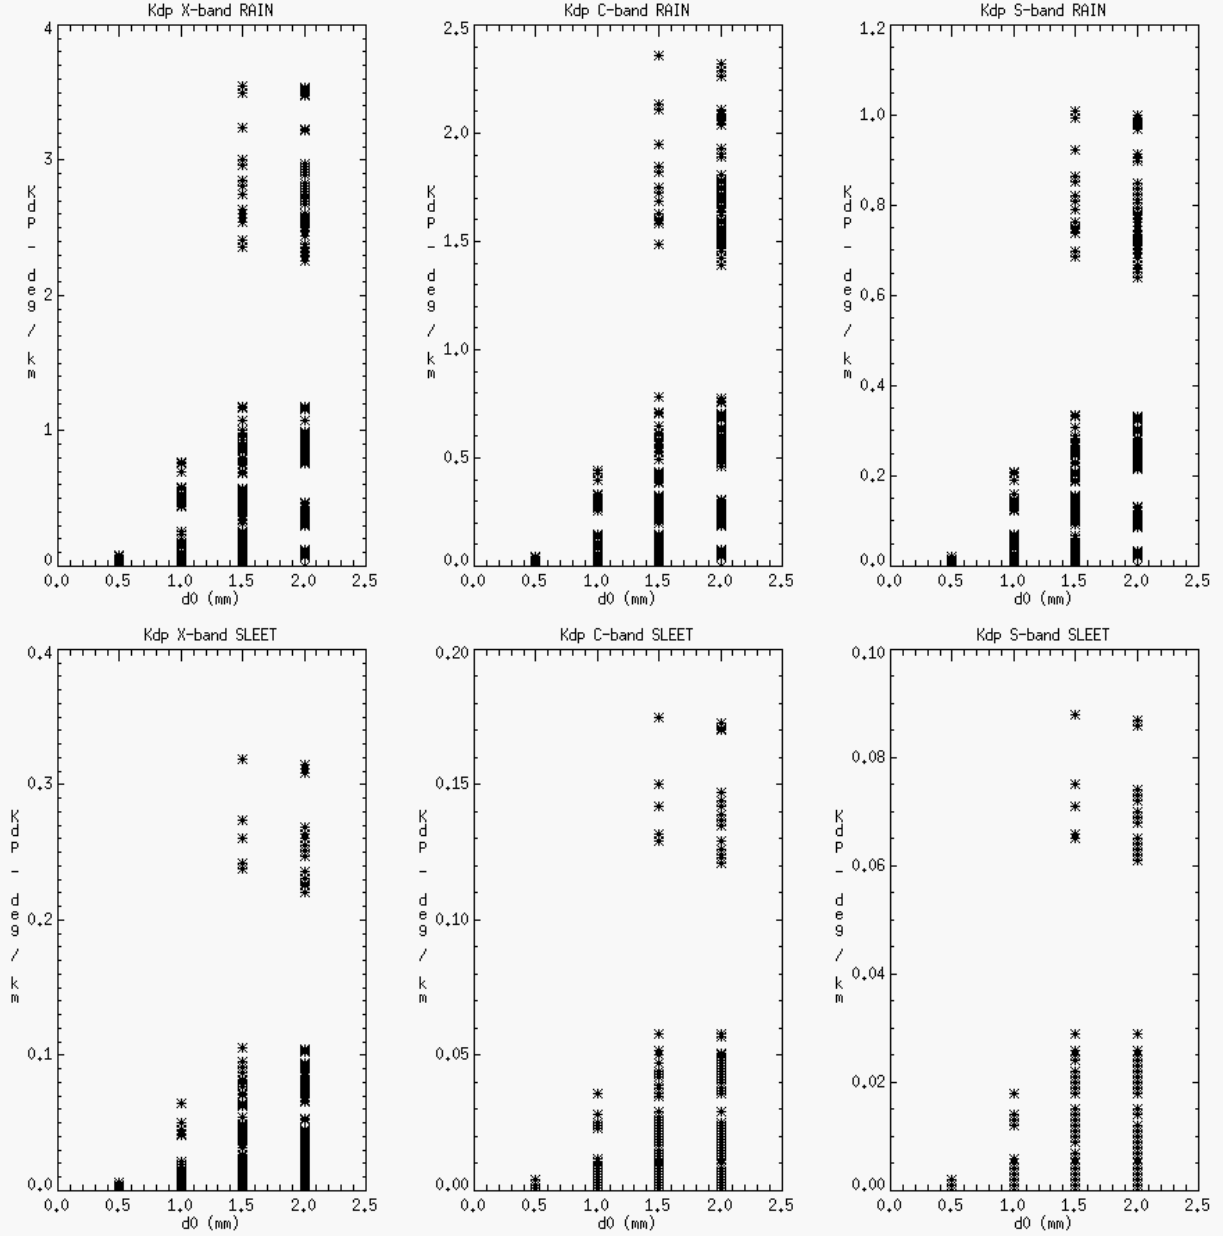 Kdp X-band RAIN
Kdp - deg/km
4
3
2
1
0
0.0 0.5 1.0 1.5 2.0 2.5
d0 (mm)
Kdp C-band RAIN
Kdp - deg/km
2.5
2.0
1.5
1.0
0.5
0.0
0.0 0.5 1.0 1.5 2.0 2.5
d0 (mm)
Kdp S-band RAIN
Kdp - deg/km
1.2
1.0
0.8
0.6
0.4
0.2
0.0
0.0 0.5 1.0 1.5 2.0 2.5
d0 (mm)
Kdp X-band SLEET
Kdp - deg/km
0.4
0.3
0.2
0.1
0.0
0.0 0.5 1.0 1.5 2.0 2.5
d0 (mm)
Kdp C-band SLEET
Kdp - deg/km
0.20
0.15
0.10
0.05
0.00
0.0 0.5 1.0 1.5 2.0 2.5
d0 (mm)
Kdp S-band SLEET
Kdp - deg/km
0.10
0.08
0.06
0.04
0.02
0.00
0.0 0.5 1.0 1.5 2.0 2.5
d0 (mm)